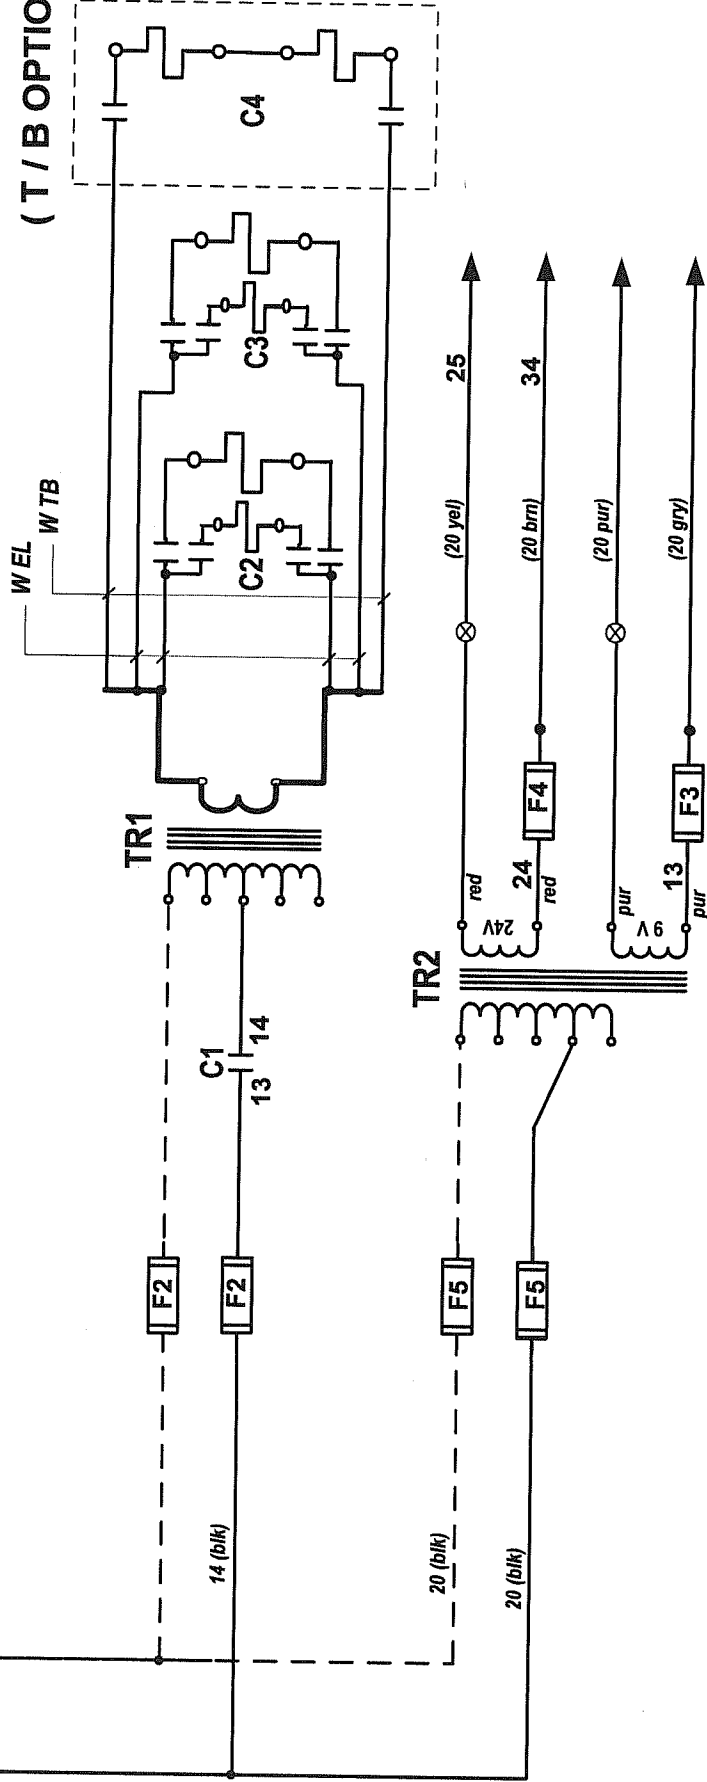 ( T / B OPTIO
C4
C3
C2
W EL
W TB
TR1
C1
13
14
F2
F2
14 (blk)
25
34
(20 yel)
(20 brn)
(20 pur)
(20 gry)
F4
F3
red
24
red
pur
13
pur
24V
9 V
TR2
F5
F5
20 (blk)
20 (blk)